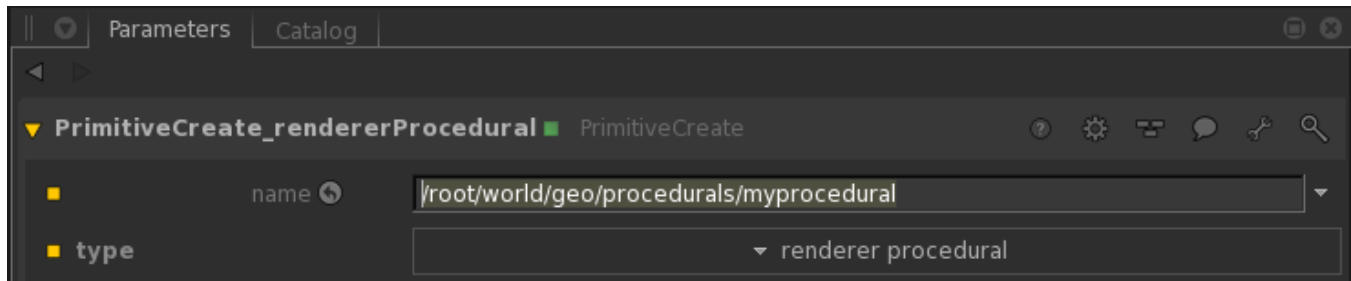 Parameters Catalog
PrimitiveCreate_rendererProcedural PrimitiveCreate
name /root/world/geo/procedurals/myprocedural
type renderer procedural